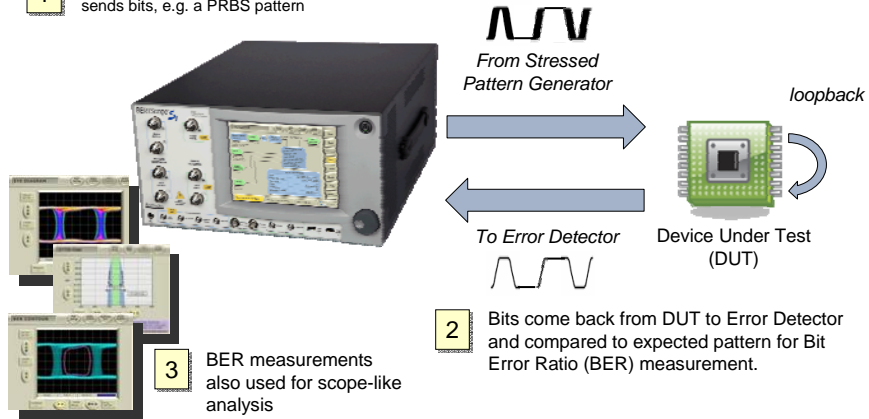 sends bits, e.g. a PRBS pattern
From Stressed
Pattern Generator
loopback
To Error Detector
Device Under Test
(DUT)
2
Bits come back from DUT to Error Detector
and compared to expected pattern for Bit
Error Ratio (BER) measurement.
3
BER measurements
also used for scope-like
analysis